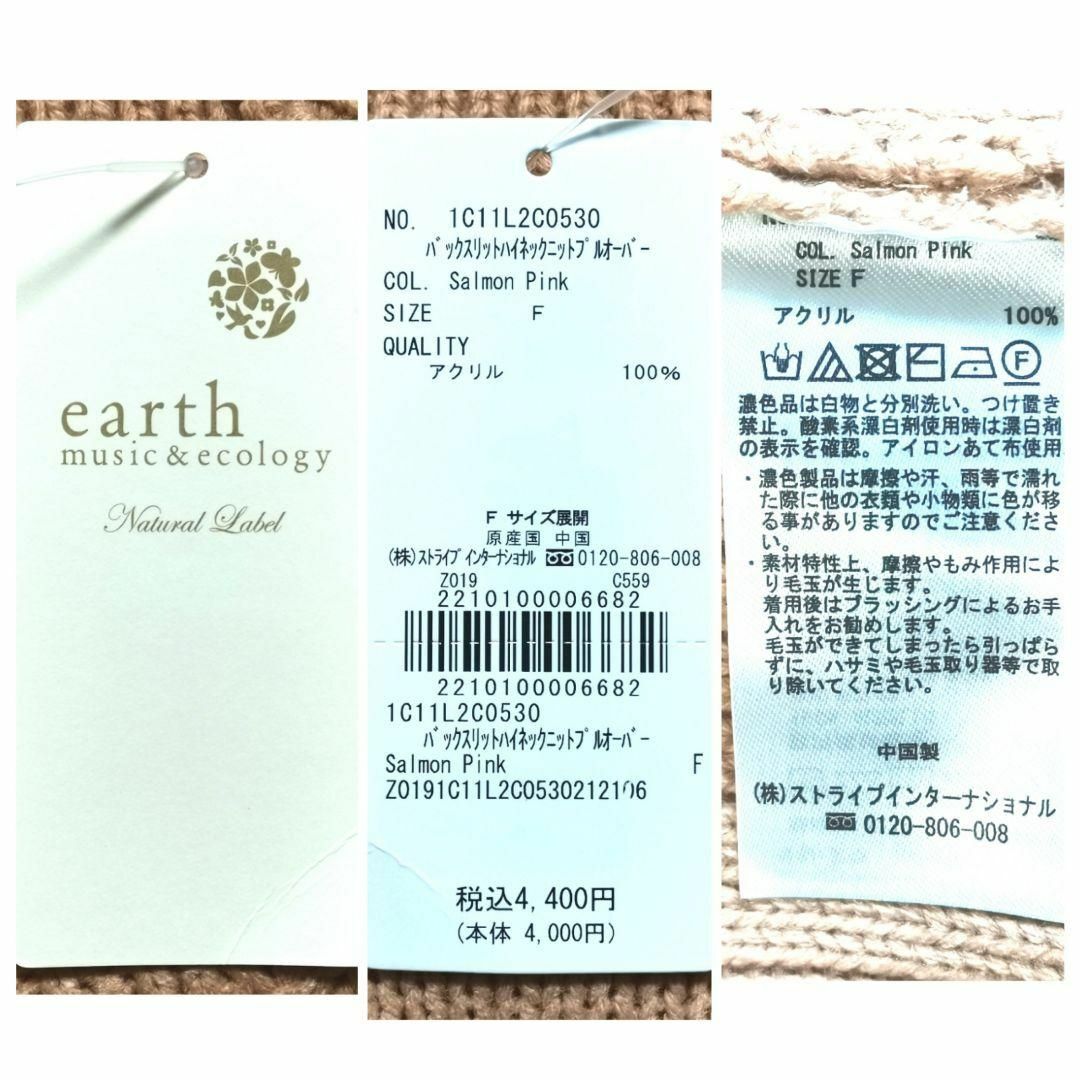 earth
music&ecology
Natural Label
NO. 1C11L2C0530
バックスリットハイネックニットプルオーバー
COL. Salmon Pink
SIZE F
QUALITY
アクリル 100%
F サイズ展開
原産国 中国
(株)ストライプインターナショナル 0120-806-008
Z019 C559
2210100006682
2210100006682
1C11L2C0530
バックスリットハイネックニットプルオーバー
Salmon Pink F
Z0191C11L2C0530212106
税込4,400円
(本体 4,000円)
COL. Salmon Pink
SIZE F
アクリル 100%
F
濃色品は白物と分別洗い。つけ置き
禁止。酸素系漂白剤使用時は漂白剤
の表示を確認。アイロンあて布使用
・濃色製品は摩擦や汗、雨等で濡れ
た際に他の衣類や小物類に色が移
る事がありますのでご注意くださ
い。
・素材特性上、摩擦やもみ作用によ
り毛玉が生じます。
着用後はブラッシングによるお手
入れをお勧めします。
毛玉ができてしまったら引っぱら
ずに、ハサミや毛玉取り器等で取
り除いてください。
中国製
(株)ストライプインターナショナル
0120-806-008